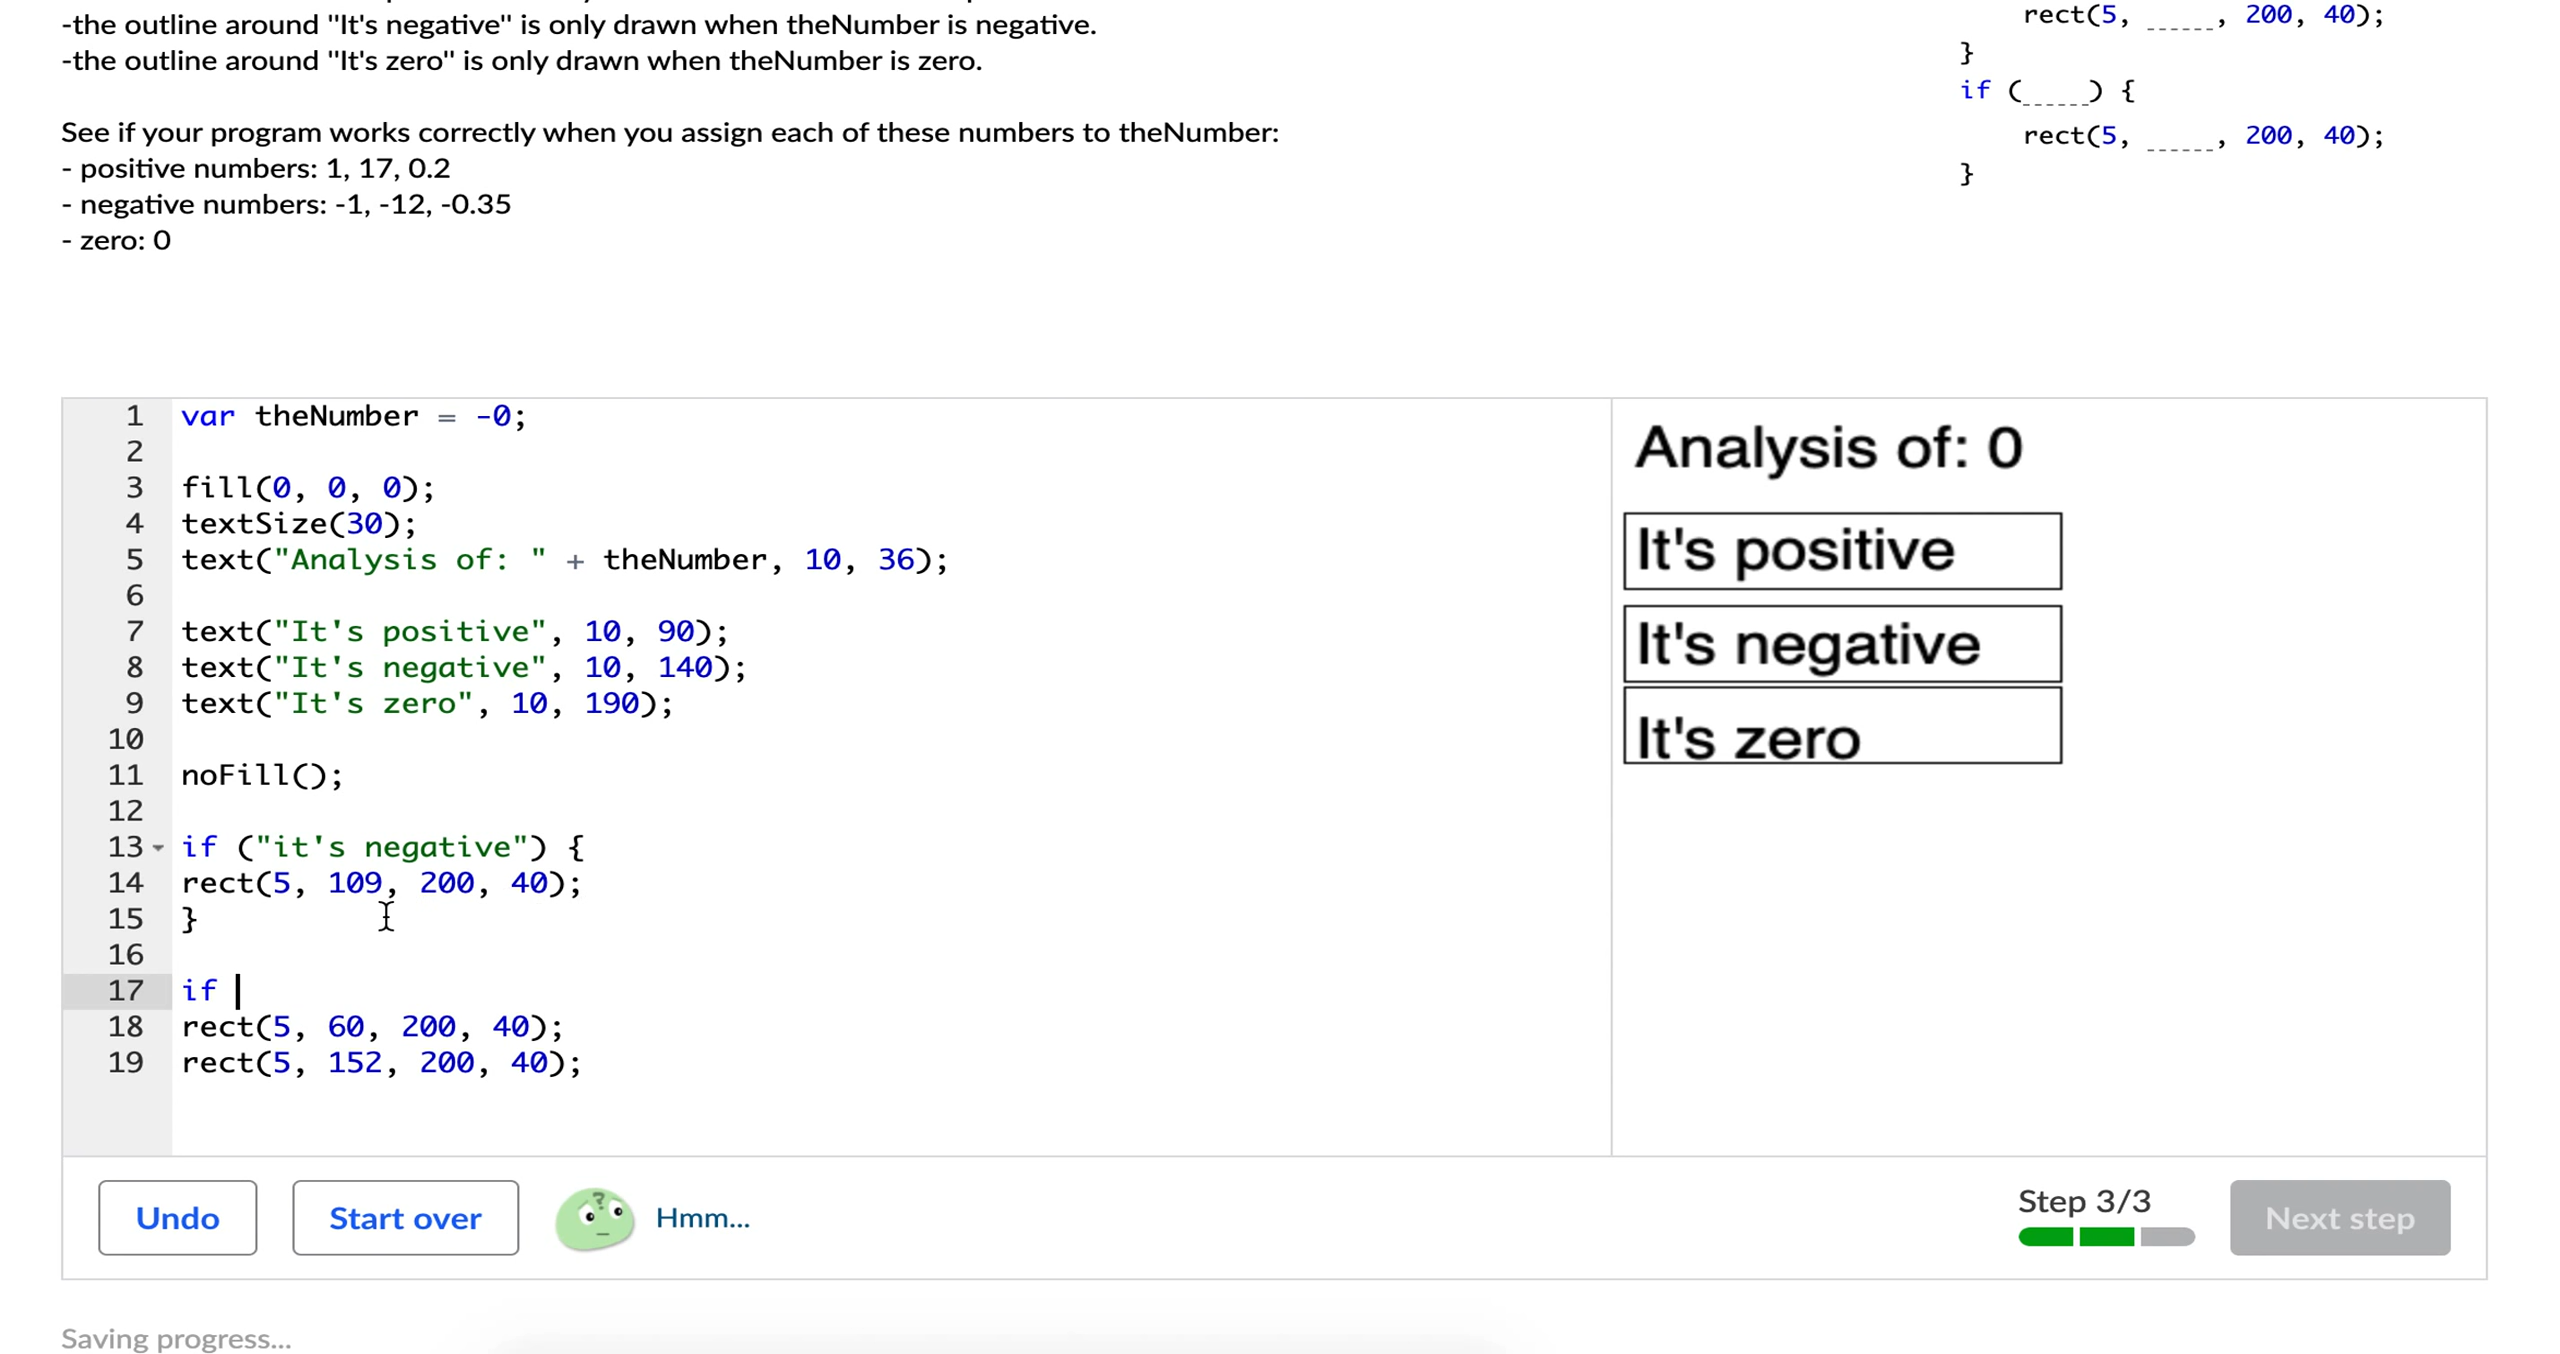 -the outline around "It's negative" is only drawn when theNumber is negative.
-the outline around "It's zero" is only drawn when theNumber is zero.
See if your program works correctly when you assign each of these numbers to theNumber:
- positive numbers: 1, 17, 0.2
- negative numbers: -1, -12, -0.35
- zero: 0
rect(5, ______, 200, 40);
}
if (______) {
rect(5, ______, 200, 40);
}
1 var theNumber = -0;
2
3 fill(0, 0, 0);
4 textSize(30);
5 text("Analysis of: " + theNumber, 10, 36);
6
7 text("It's positive", 10, 90);
8 text("It's negative", 10, 140);
9 text("It's zero", 10, 190);
10
11 noFill();
12
13 if ("it's negative") {
14 rect(5, 109, 200, 40);
15 }
16
17 if
18 rect(5, 60, 200, 40);
19 rect(5, 152, 200, 40);
Analysis of: 0
It's positive
It's negative
It's zero
Undo
Start over
?
Hmm...
Step 3/3
Next step
Saving progress...